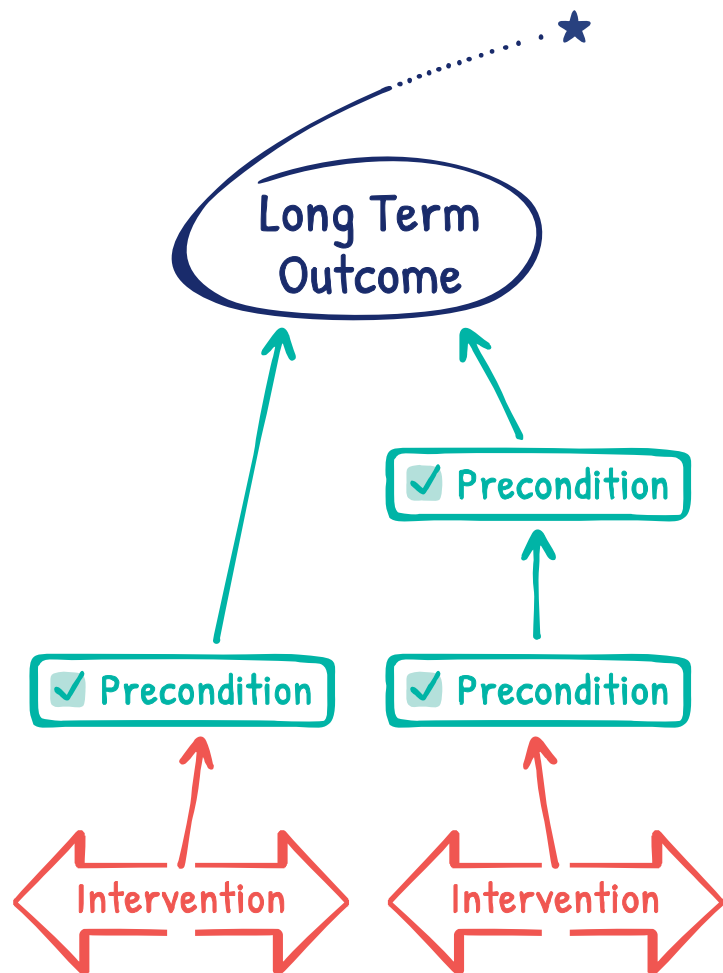 Long Term
Outcome
Precondition
Precondition
Precondition
Intervention
Intervention